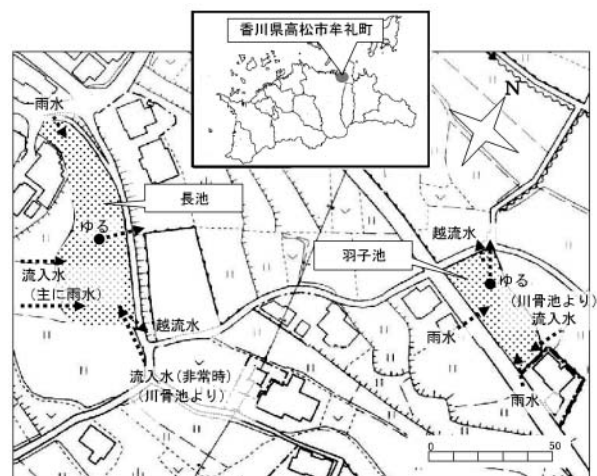 香川県高松市牟礼町
N
雨水
長池
ゆる
流入水
(主に雨水)
越流水
流入水(非常時)
(川骨池より)
越流水
羽子池
ゆる
(川骨池より)
流入水
雨水
雨水
0
50